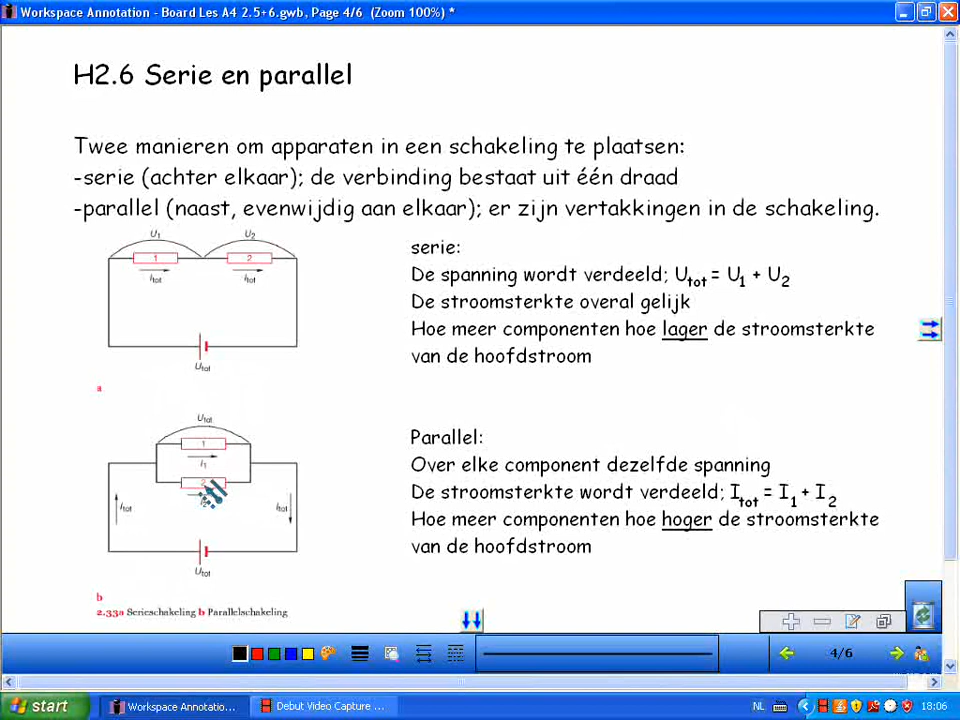 Workspace Annotation - Board Les A4 2.5+6.gwb, Page 4/6 (Zoom 100%) *
H2.6 Serie en parallel
Twee manieren om apparaten in een schakeling te plaatsen:
-serie (achter elkaar); de verbinding bestaat uit één draad
-parallel (naast, evenwijdig aan elkaar); er zijn vertakkingen in de schakeling.
U1 U2
1 2
Itot Itot
Utot
a
serie:
De spanning wordt verdeeld; Utot = U1 + U2
De stroomsterkte overal gelijk
Hoe meer componenten hoe lager de stroomsterkte
van de hoofdstroom
Utot
1
I1
2
I2
Itot Itot
Utot
b
2.33a Serieschakeling b Parallelschakeling
Parallel:
Over elke component dezelfde spanning
De stroomsterkte wordt verdeeld; Itot = I1 + I2
Hoe meer componenten hoe hoger de stroomsterkte
van de hoofdstroom
4/6
start
Workspace Annotatio...
Debut Video Capture ...
NL
18:06